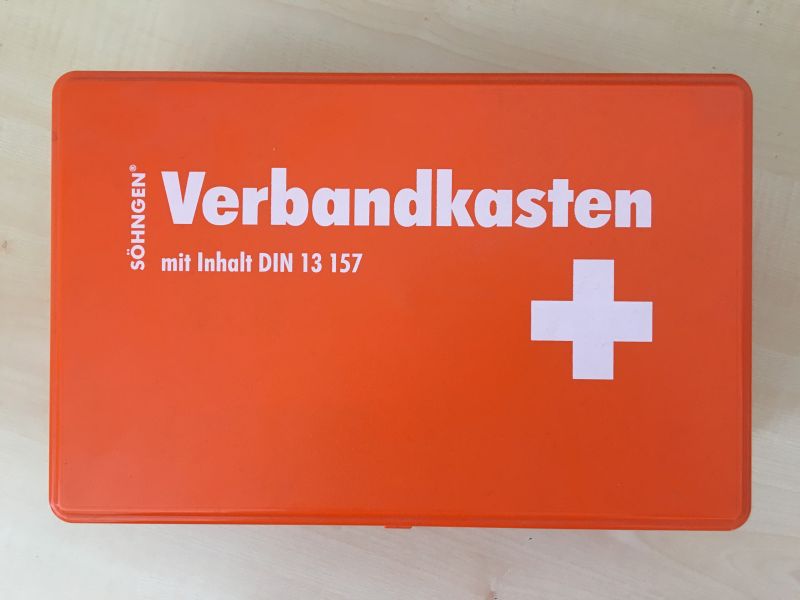 SÖHNGEN®
Verbandkasten
mit Inhalt DIN 13 157